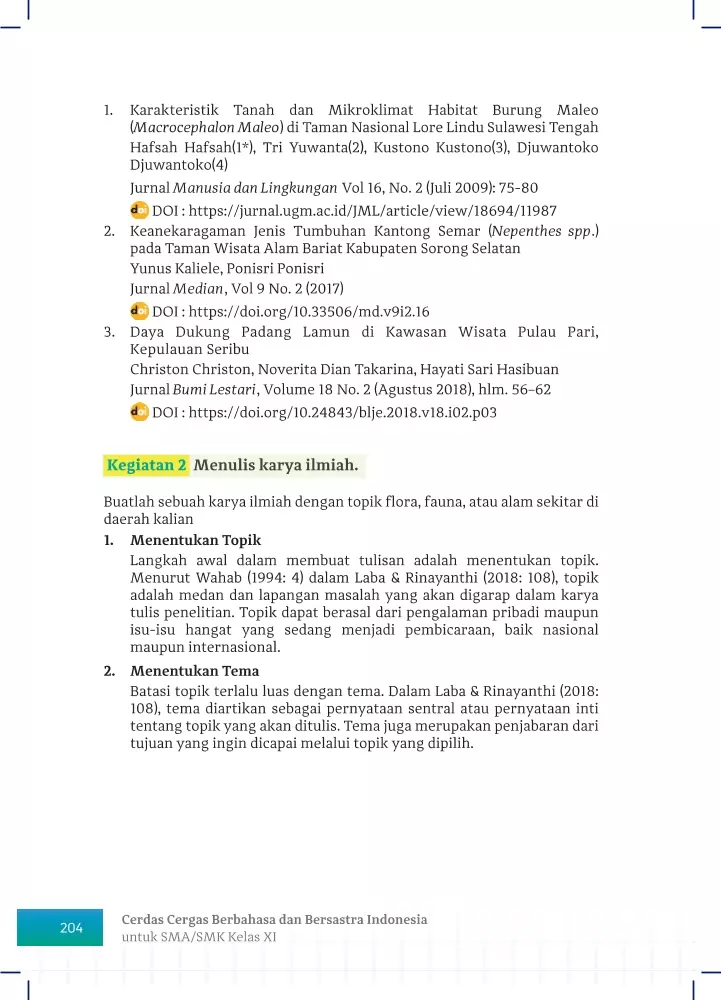 1. Karakteristik Tanah dan Mikroklimat Habitat Burung Maleo
(Macrocephalon Maleo) di Taman Nasional Lore Lindu Sulawesi Tengah
Hafsah Hafsah(1*), Tri Yuwanta(2), Kustono Kustono(3), Djuwantoko
Djuwantoko(4)
Jurnal Manusia dan Lingkungan Vol 16, No. 2 (Juli 2009): 75-80
doi DOI : https://jurnal.ugm.ac.id/JML/article/view/18694/11987
2. Keanekaragaman Jenis Tumbuhan Kantong Semar (Nepenthes spp.)
pada Taman Wisata Alam Bariat Kabupaten Sorong Selatan
Yunus Kaliele, Ponisri Ponisri
Jurnal Median, Vol 9 No. 2 (2017)
doi DOI : https://doi.org/10.33506/md.v9i2.16
3. Daya Dukung Padang Lamun di Kawasan Wisata Pulau Pari,
Kepulauan Seribu
Christon Christon, Noverita Dian Takarina, Hayati Sari Hasibuan
Jurnal Bumi Lestari, Volume 18 No. 2 (Agustus 2018), hlm. 56–62
doi DOI : https://doi.org/10.24843/blje.2018.v18.i02.p03
Kegiatan 2 Menulis karya ilmiah.
Buatlah sebuah karya ilmiah dengan topik flora, fauna, atau alam sekitar di
daerah kalian
1. Menentukan Topik
Langkah awal dalam membuat tulisan adalah menentukan topik.
Menurut Wahab (1994: 4) dalam Laba & Rinayanthi (2018: 108), topik
adalah medan dan lapangan masalah yang akan digarap dalam karya
tulis penelitian. Topik dapat berasal dari pengalaman pribadi maupun
isu-isu hangat yang sedang menjadi pembicaraan, baik nasional
maupun internasional.
2. Menentukan Tema
Batasi topik terlalu luas dengan tema. Dalam Laba & Rinayanthi (2018:
108), tema diartikan sebagai pernyataan sentral atau pernyataan inti
tentang topik yang akan ditulis. Tema juga merupakan penjabaran dari
tujuan yang ingin dicapai melalui topik yang dipilih.
204
Cerdas Cergas Berbahasa dan Bersastra Indonesia
untuk SMA/SMK Kelas XI